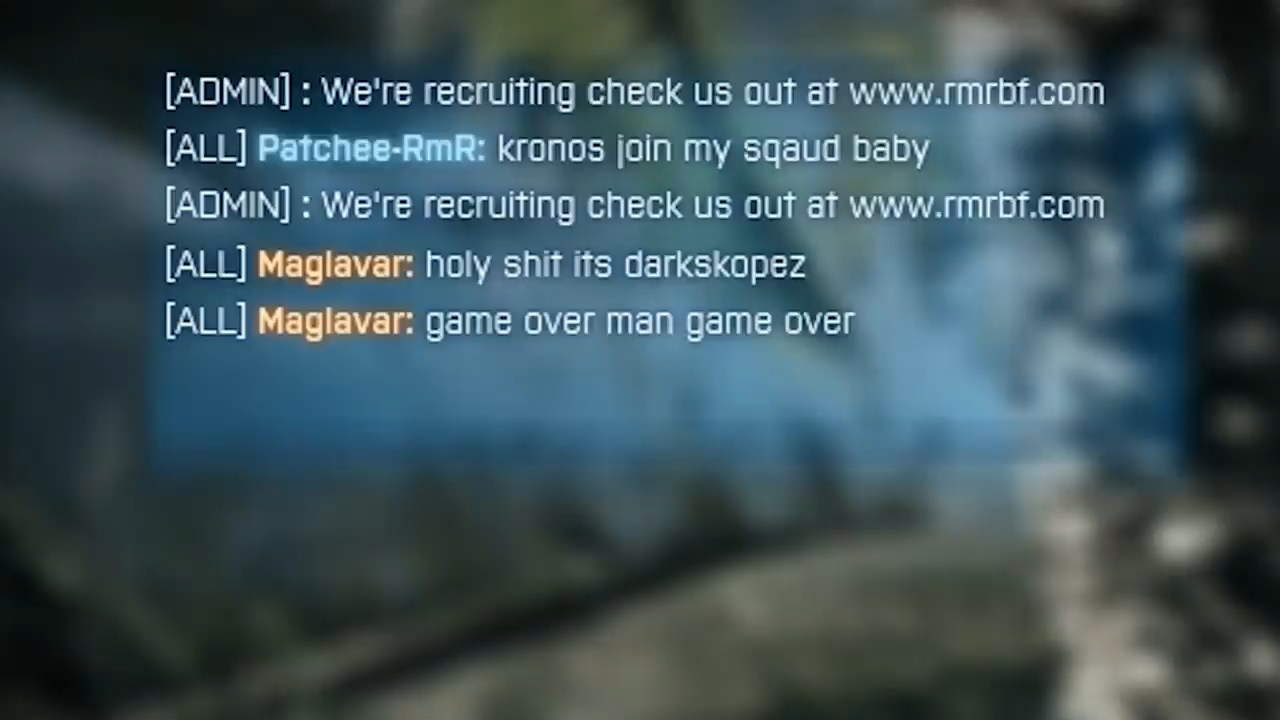 [ADMIN] : We're recruiting check us out at www.rmrbf.com
[ALL] Patchee-RmR: kronos join my sqaud baby
[ADMIN] : We're recruiting check us out at www.rmrbf.com
[ALL] Maglavar: holy shit its darkskopez
[ALL] Maglavar: game over man game over